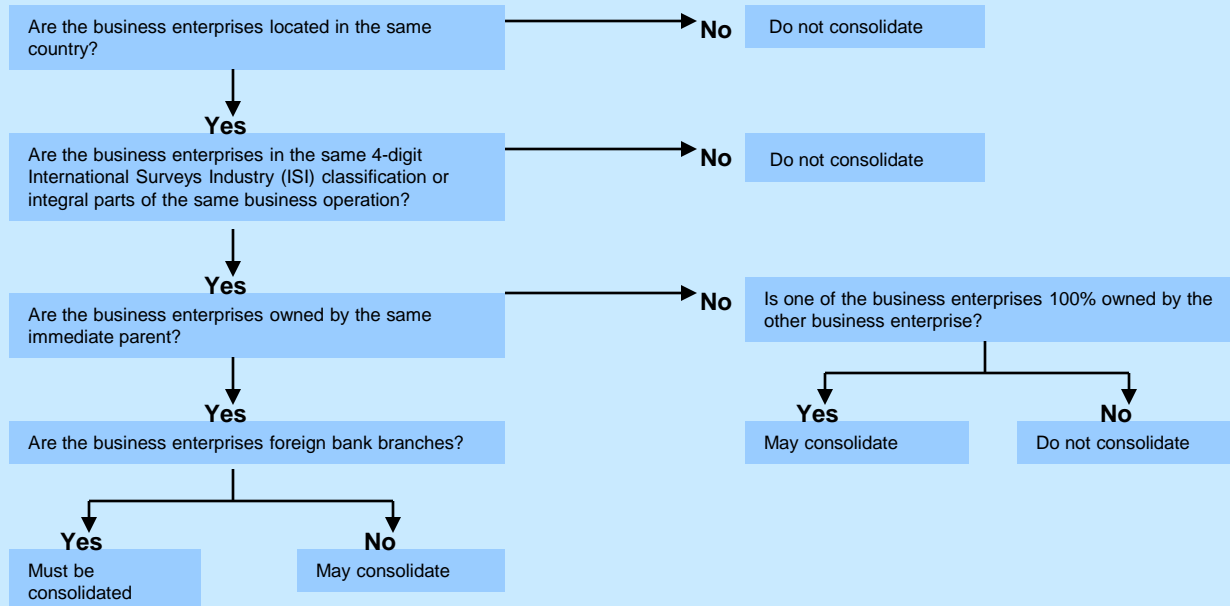 Are the business enterprises located in the same
country?
No
Do not consolidate
Yes
Are the business enterprises in the same 4-digit
International Surveys Industry (ISI) classification or
integral parts of the same business operation?
No
Do not consolidate
Yes
Are the business enterprises owned by the same
immediate parent?
No
Is one of the business enterprises 100% owned by the
other business enterprise?
Yes
May consolidate
No
Do not consolidate
Yes
Are the business enterprises foreign bank branches?
Yes
Must be
consolidated
No
May consolidate